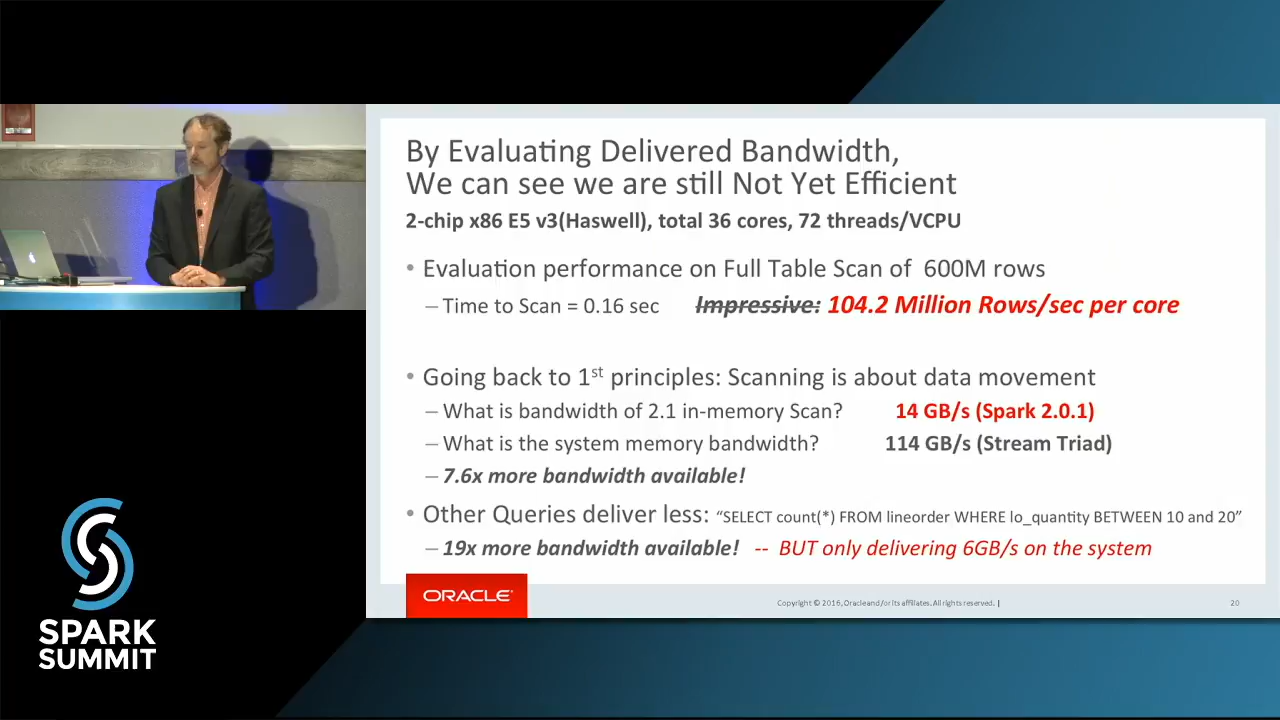 By Evaluating Delivered Bandwidth,
We can see we are still Not Yet Efficient
2-chip x86 E5 v3(Haswell), total 36 cores, 72 threads/VCPU
• Evaluation performance on Full Table Scan of 600M rows
– Time to Scan = 0.16 sec Impressive: 104.2 Million Rows/sec per core
• Going back to 1st principles: Scanning is about data movement
– What is bandwidth of 2.1 in-memory Scan? 14 GB/s (Spark 2.0.1)
– What is the system memory bandwidth? 114 GB/s (Stream Triad)
– 7.6x more bandwidth available!
• Other Queries deliver less: “SELECT count(*) FROM lineorder WHERE lo_quantity BETWEEN 10 and 20”
– 19x more bandwidth available! -- BUT only delivering 6GB/s on the system
ORACLE
Copyright © 2016, Oracle and/or its affiliates. All rights reserved. |
20
SPARK
SUMMIT